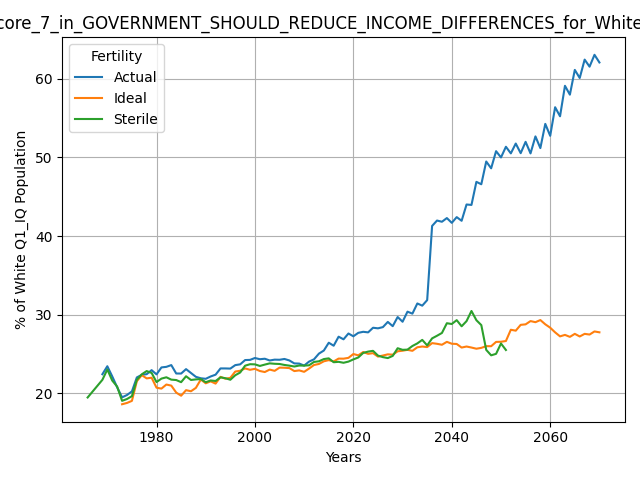 core_7_in_GOVERNMENT_SHOULD_REDUCE_INCOME_DIFFERENCES_for_White
Fertility
Actual
Ideal
Sterile
% of White Q1_IQ Population
60
50
40
30
20
1980
2000
2020
2040
2060
Years